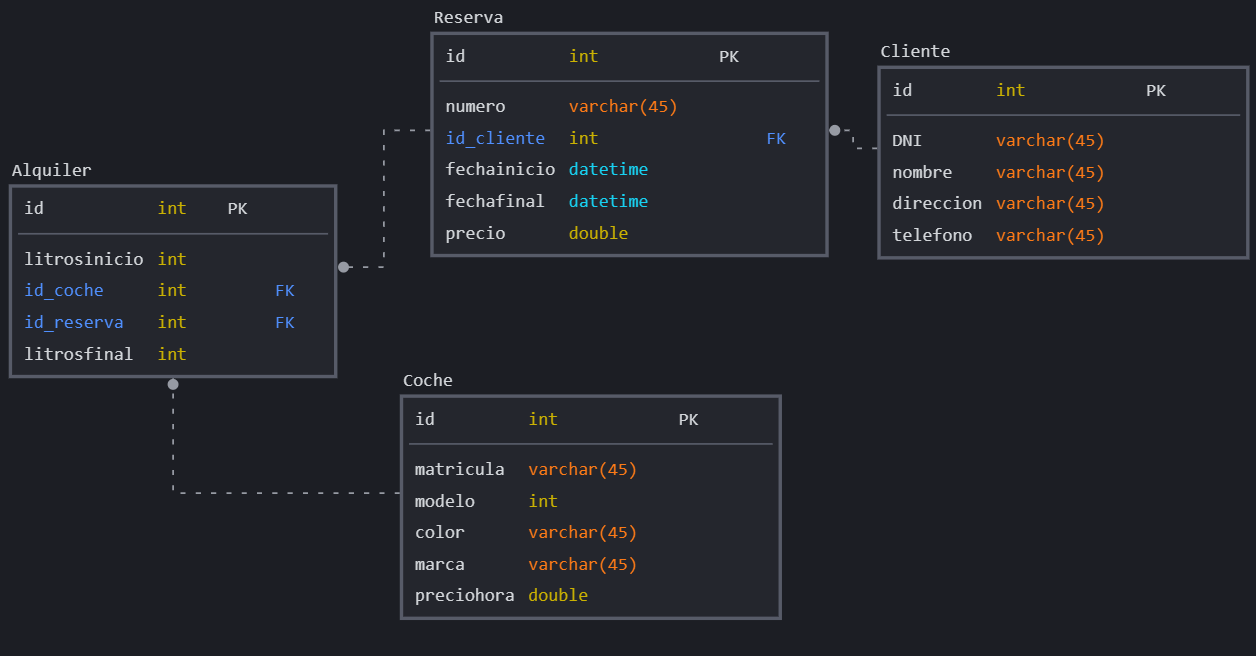 Reserva
id int PK
numero varchar(45)
id_cliente int FK
fechainicio datetime
fechafinal datetime
precio double
Cliente
id int PK
DNI varchar(45)
nombre varchar(45)
direccion varchar(45)
telefono varchar(45)
Alquiler
id int PK
litrosinicio int
id_coche int FK
id_reserva int FK
litrosfinal int
Coche
id int PK
matricula varchar(45)
modelo int
color varchar(45)
marca varchar(45)
preciohora double